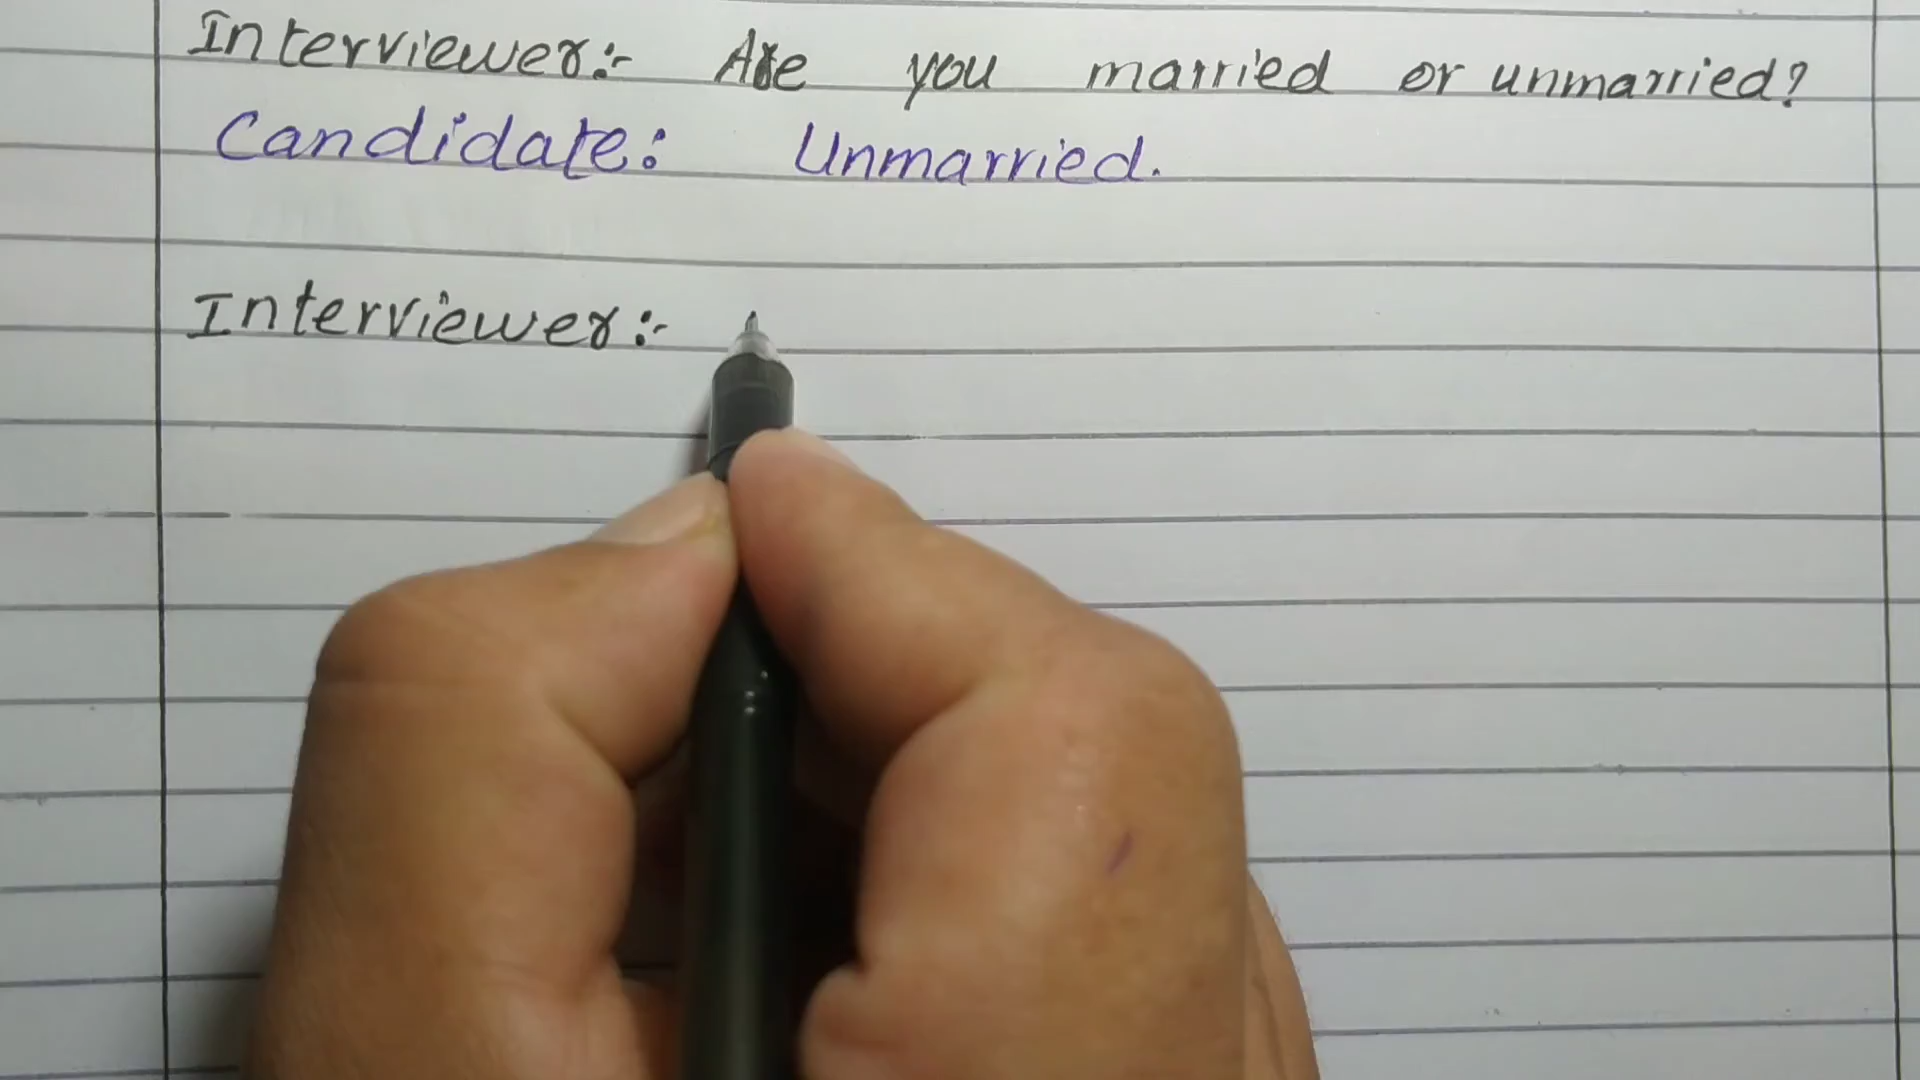 Interviewer:- Are you married or unmarried?
Candidate: Unmarried.
Interviewer:-